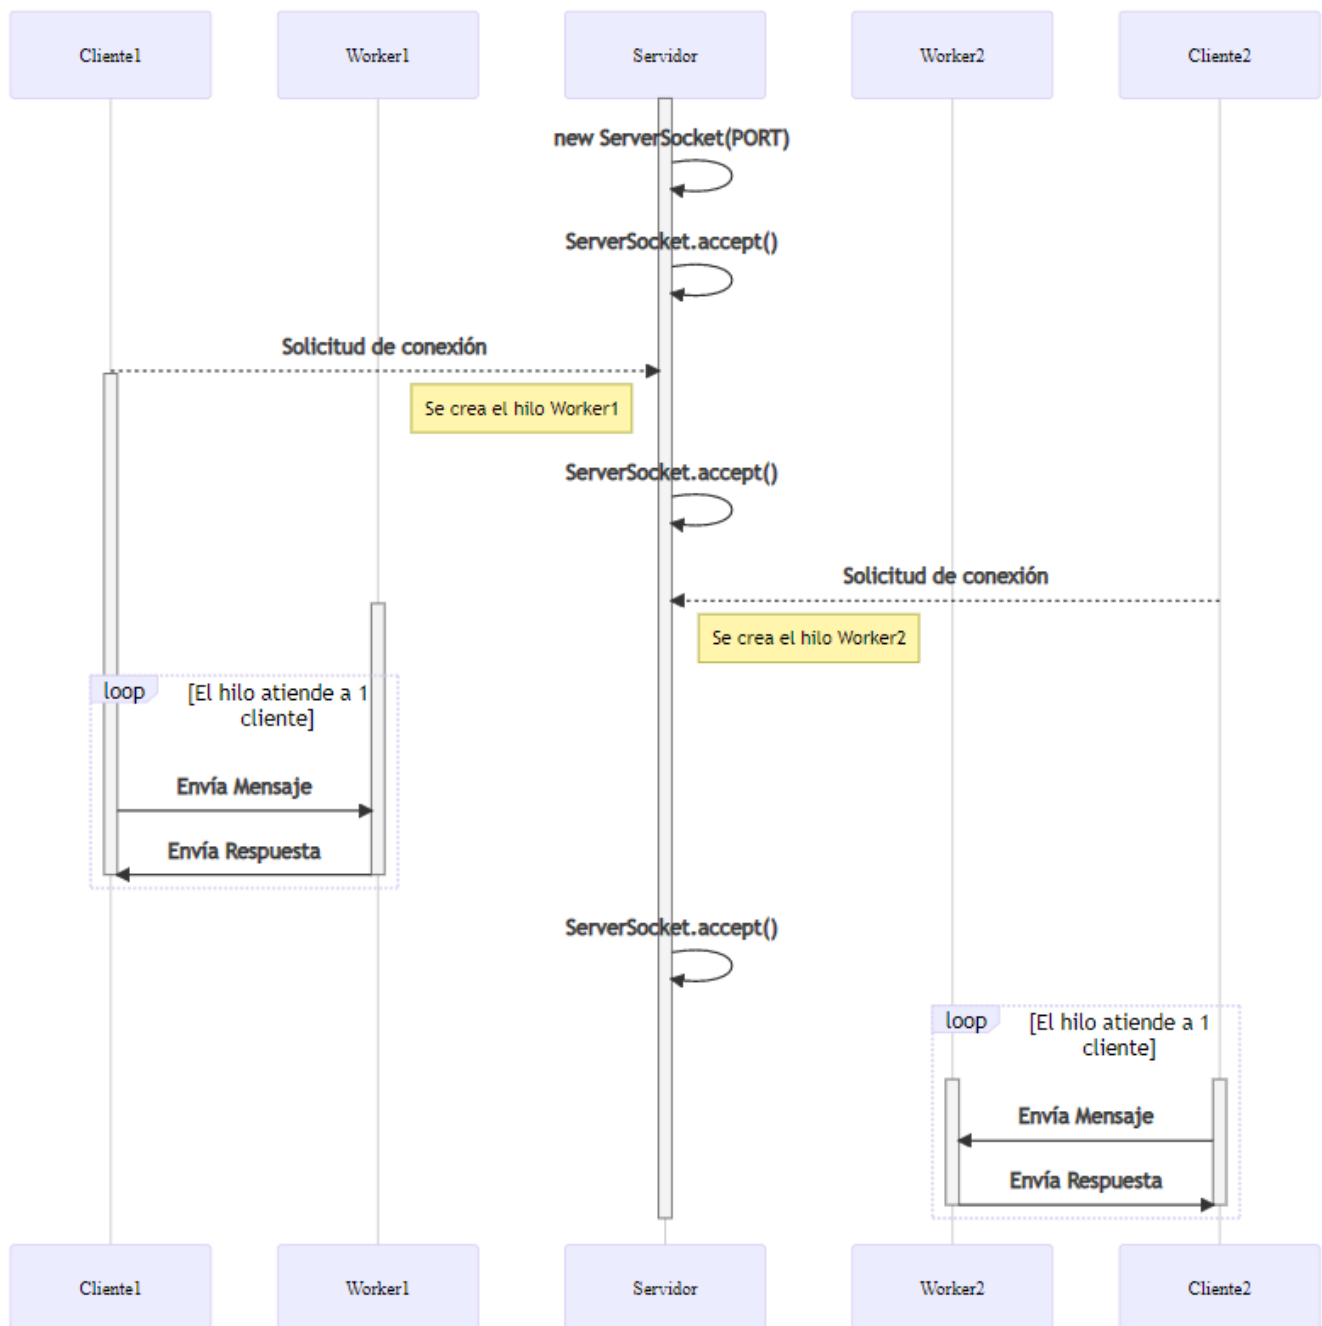 Cliente1
Worker1
Servidor
Worker2
Cliente2
new ServerSocket(PORT)
ServerSocket.accept()
Solicitud de conexión
Se crea el hilo Worker1
ServerSocket.accept()
Solicitud de conexión
Se crea el hilo Worker2
loop
[El hilo atiende a 1
cliente]
Envía Mensaje
Envía Respuesta
ServerSocket.accept()
loop
[El hilo atiende a 1
cliente]
Envía Mensaje
Envía Respuesta
Cliente1
Worker1
Servidor
Worker2
Cliente2